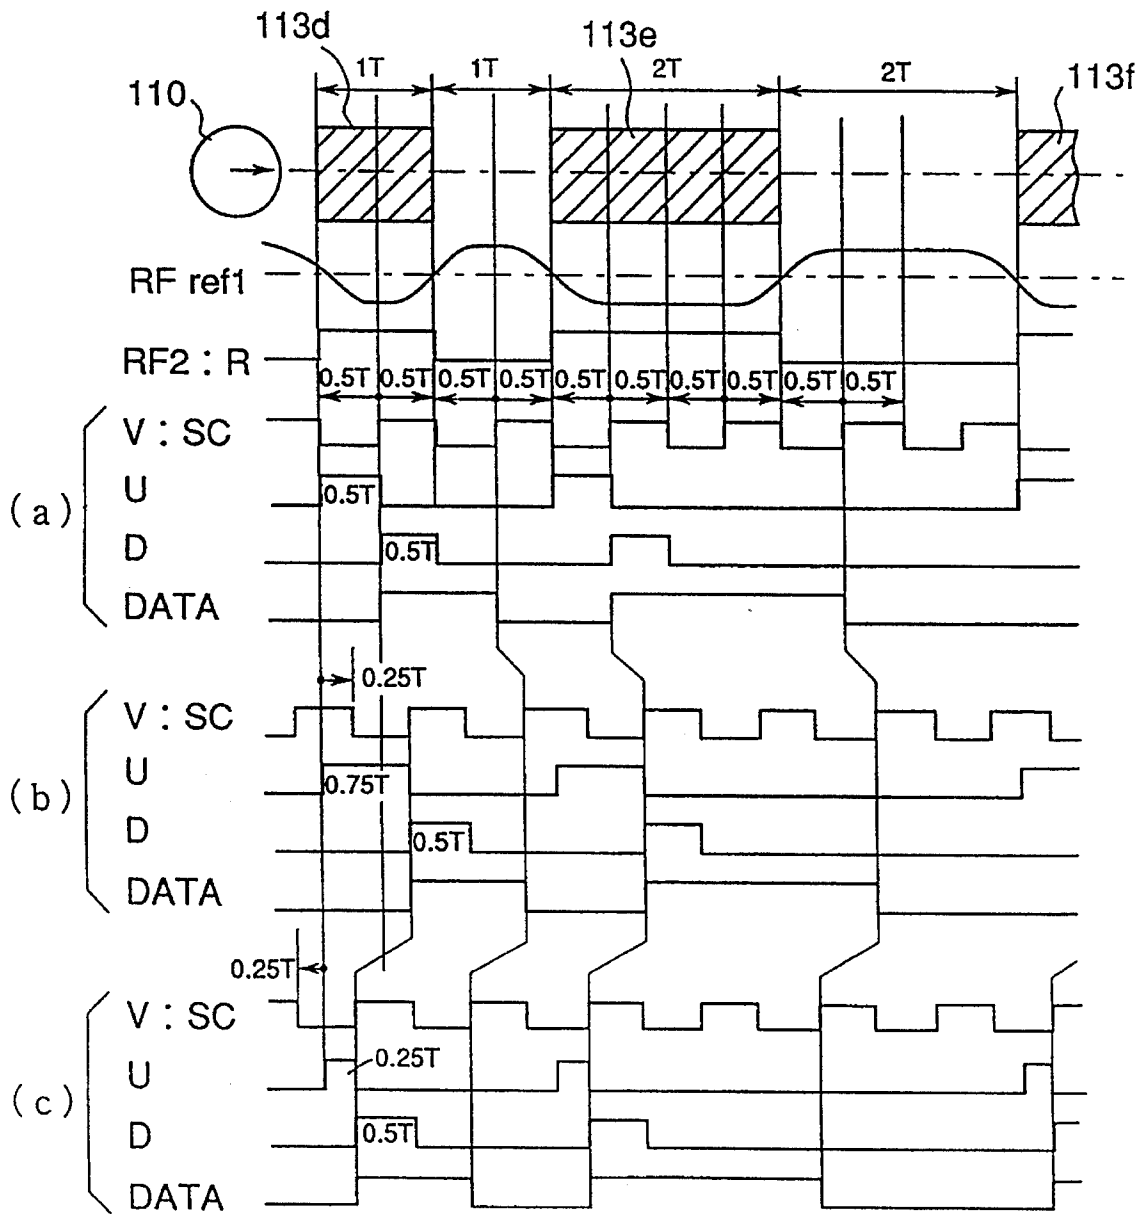 113d
113e
113f
110
1T 1T 2T 2T
RF ref1
RF2 : R
0.5T 0.5T 0.5T 0.5T 0.5T 0.5T 0.5T 0.5T 0.5T 0.5T
(a)
V : SC
U
0.5T
D
0.5T
DATA
0.25T
(b)
V : SC
U
0.75T
D
0.5T
DATA
0.25T
(c)
V : SC
U
0.25T
D
0.5T
DATA